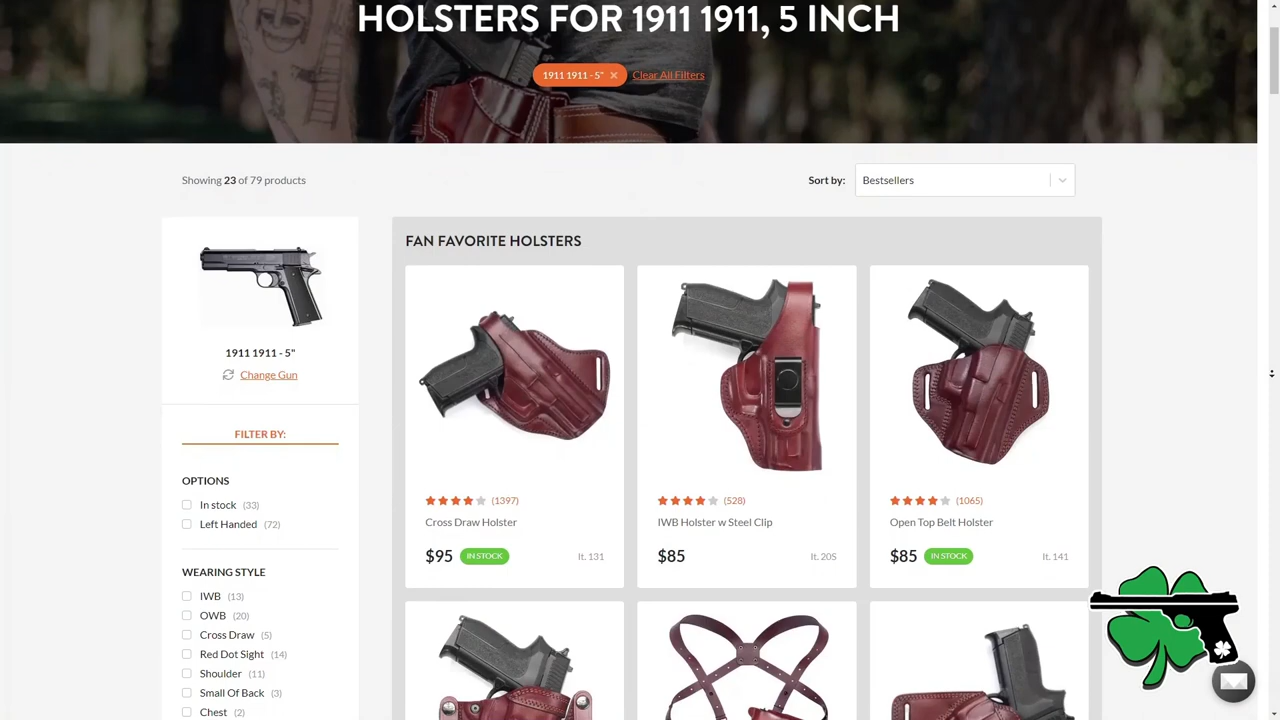 HOLSTERS FOR 1911 1911, 5 INCH
1911 1911 - 5" ×
Clear All Filters
Showing 23 of 79 products
Sort by:
Bestsellers
1911 1911 - 5"
Change Gun
FILTER BY:
OPTIONS
In stock (33)
Left Handed (72)
WEARING STYLE
IWB (13)
OWB (20)
Cross Draw (5)
Red Dot Sight (14)
Shoulder (11)
Small Of Back (3)
Chest (2)
FAN FAVORITE HOLSTERS
(1397)
Cross Draw Holster
$95 IN STOCK It. 131
(528)
IWB Holster w Steel Clip
$85 It. 20S
(1065)
Open Top Belt Holster
$85 IN STOCK It. 141